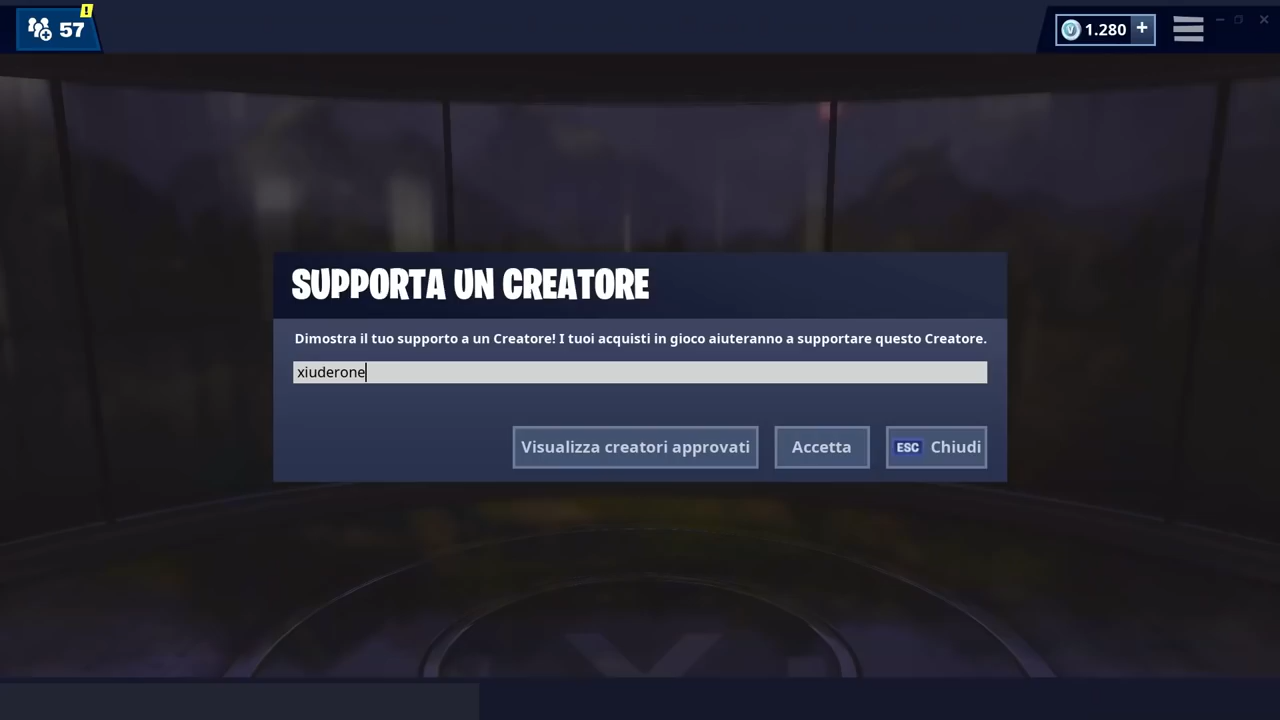 ! 57
1.280 +
SUPPORTA UN CREATORE
Dimostra il tuo supporto a un Creatore! I tuoi acquisti in gioco aiuteranno a supportare questo Creatore.
xiuderone
Visualizza creatori approvati
Accetta
ESC Chiudi